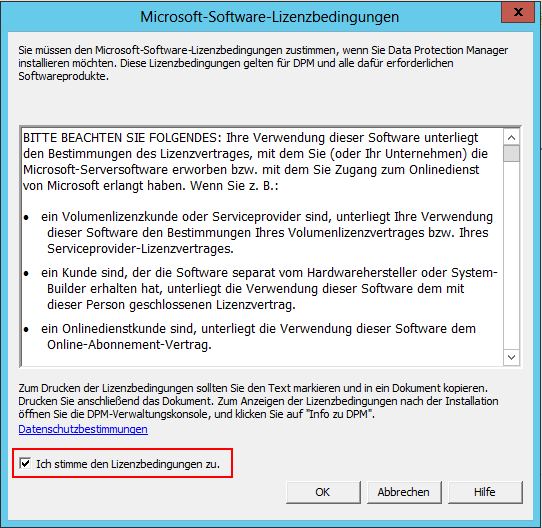 Microsoft-Software-Lizenzbedingungen
x
Sie müssen den Microsoft-Software-Lizenzbedingungen zustimmen, wenn Sie Data Protection Manager
installieren möchten. Diese Lizenzbedingungen gelten für DPM und alle dafür erforderlichen
Softwareprodukte.
BITTE BEACHTEN SIE FOLGENDES: Ihre Verwendung dieser Software unterliegt
den Bestimmungen des Lizenzvertrages, mit dem Sie (oder Ihr Unternehmen) die
Microsoft-Serversoftware erworben bzw. mit dem Sie Zugang zum Onlinedienst
von Microsoft erlangt haben. Wenn Sie z. B.:
• ein Volumenlizenzkunde oder Serviceprovider sind, unterliegt Ihre Verwendung
dieser Software den Bestimmungen Ihres Volumenlizenzvertrages bzw. Ihres
Serviceprovider-Lizenzvertrages.
• ein Kunde sind, der die Software separat vom Hardwarehersteller oder System-
Builder erhalten hat, unterliegt die Verwendung dieser Software dem mit
dieser Person geschlossenen Lizenzvertrag.
• ein Onlinedienstkunde sind, unterliegt die Verwendung dieser Software dem
Online-Abonnement-Vertrag.
Zum Drucken der Lizenzbedingungen sollten Sie den Text markieren und in ein Dokument kopieren.
Drucken Sie anschließend das Dokument. Zum Anzeigen der Lizenzbedingungen nach der Installation
öffnen Sie die DPM-Verwaltungskonsole, und klicken Sie auf "Info zu DPM".
Datenschutzbestimmungen
Ich stimme den Lizenzbedingungen zu.
OK
Abbrechen
Hilfe